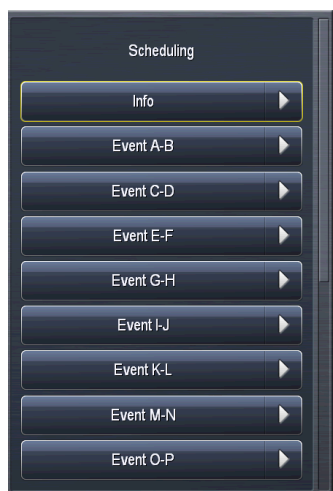 Scheduling
Info
Event A-B
Event C-D
Event E-F
Event G-H
Event I-J
Event K-L
Event M-N
Event O-P